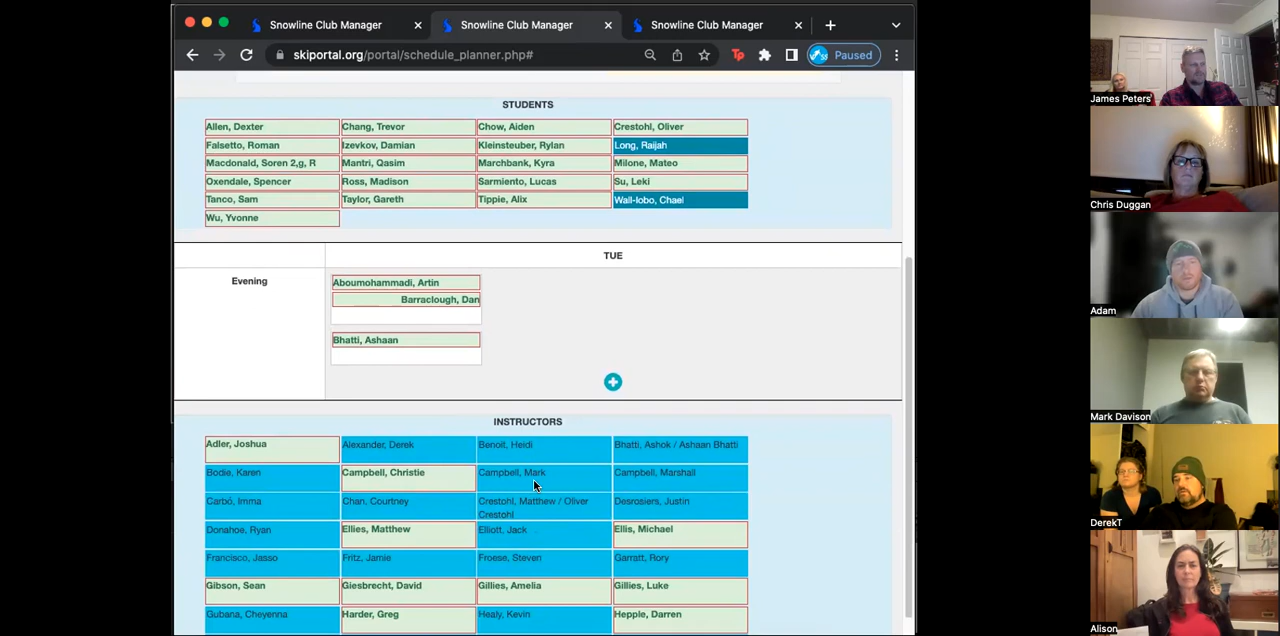 Snowline Club Manager
Snowline Club Manager
Snowline Club Manager
skiportal.org/portal/schedule_planner.php#
Tp
Paused
STUDENTS
Allen, Dexter Chang, Trevor Chow, Aiden Crestohl, Oliver
Falsetto, Roman Izevkov, Damian Kleinsteuber, Rylan Long, Raijah
Macdonald, Soren 2,g, R Mantri, Qasim Marchbank, Kyra Milone, Mateo
Oxendale, Spencer Ross, Madison Sarmiento, Lucas Su, Leki
Tanco, Sam Taylor, Gareth Tippie, Alix Wall-lobo, Chael
Wu, Yvonne
TUE
Evening
Aboumohammadi, Artin
Barraclough, Dan
Bhatti, Ashaan
INSTRUCTORS
Adler, Joshua Alexander, Derek Benoit, Heidi Bhatti, Ashok / Ashaan Bhatti
Bodie, Karen Campbell, Christie Campbell, Mark Campbell, Marshall
Carbó, Imma Chan, Courtney Crestohl, Matthew / Oliver Desrosiers, Justin
Crestohl
Donahoe, Ryan Ellies, Matthew Elliott, Jack Ellis, Michael
Francisco, Jasso Fritz, Jamie Froese, Steven Garratt, Rory
Gibson, Sean Giesbrecht, David Gillies, Amelia Gillies, Luke
Gubana, Cheyenna Harder, Greg Healy, Kevin Hepple, Darren
James Peters'
Chris Duggan
Adam
Mark Davison
DerekT
Alison